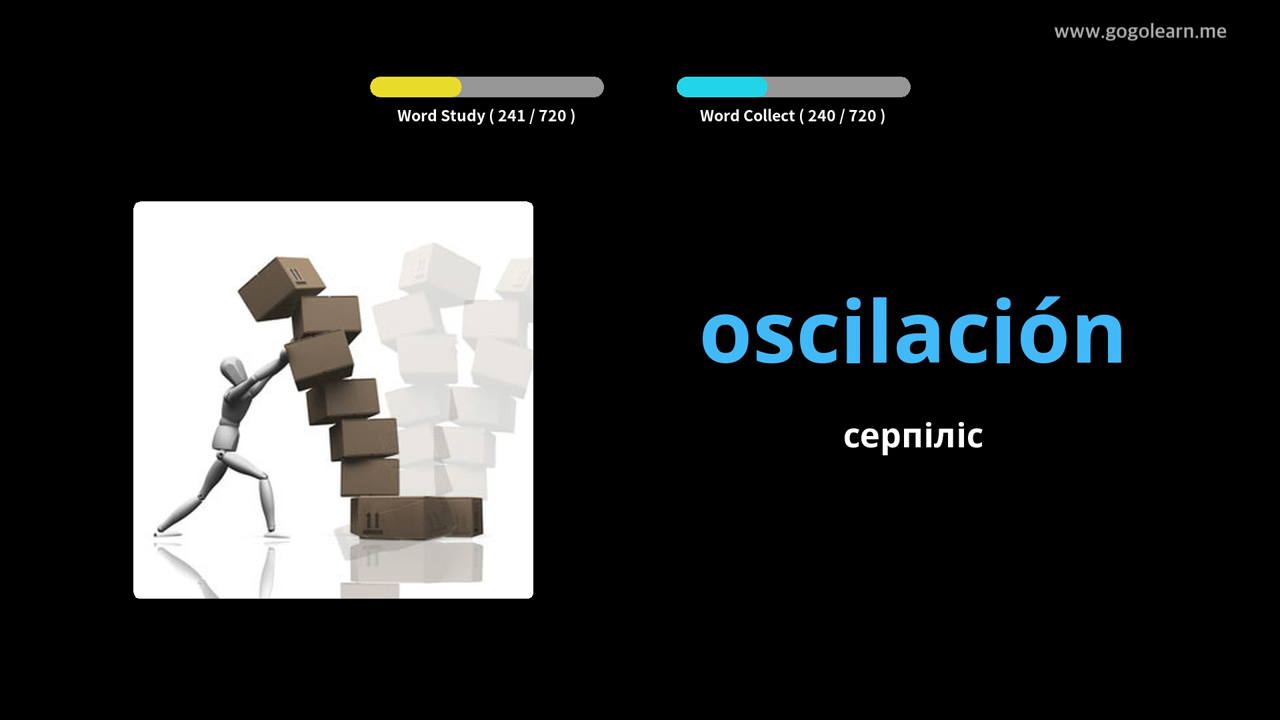 www.gogolearn.me
Word Study ( 241 / 720 )
Word Collect ( 240 / 720 )
oscilación
серпіліс